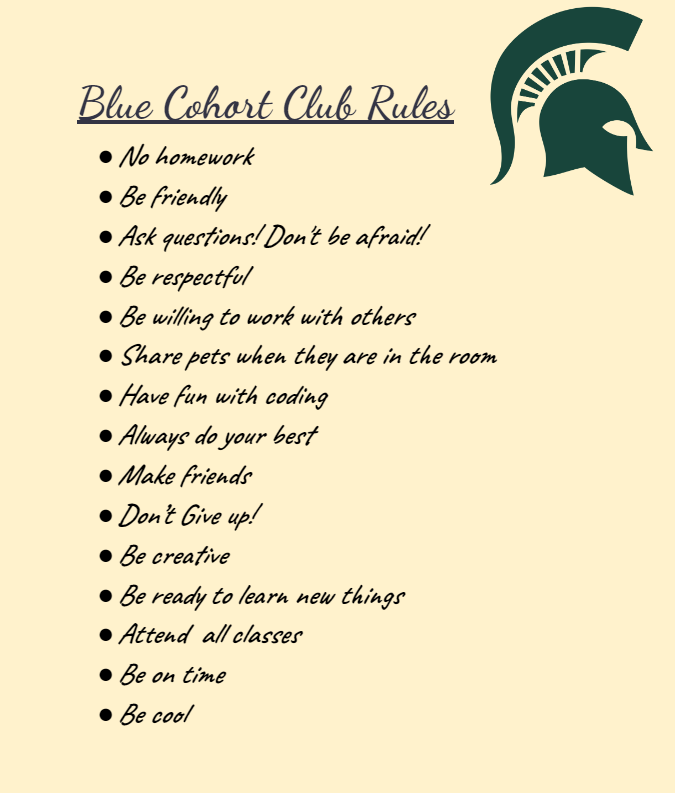 Blue Cohort Club Rules
● No homework
● Be friendly
● Ask questions! Don't be afraid!
● Be respectful
● Be willing to work with others
● Share pets when they are in the room
● Have fun with coding
● Always do your best
● Make friends
● Don't Give up!
● Be creative
● Be ready to learn new things
● Attend  all classes
● Be on time
● Be cool